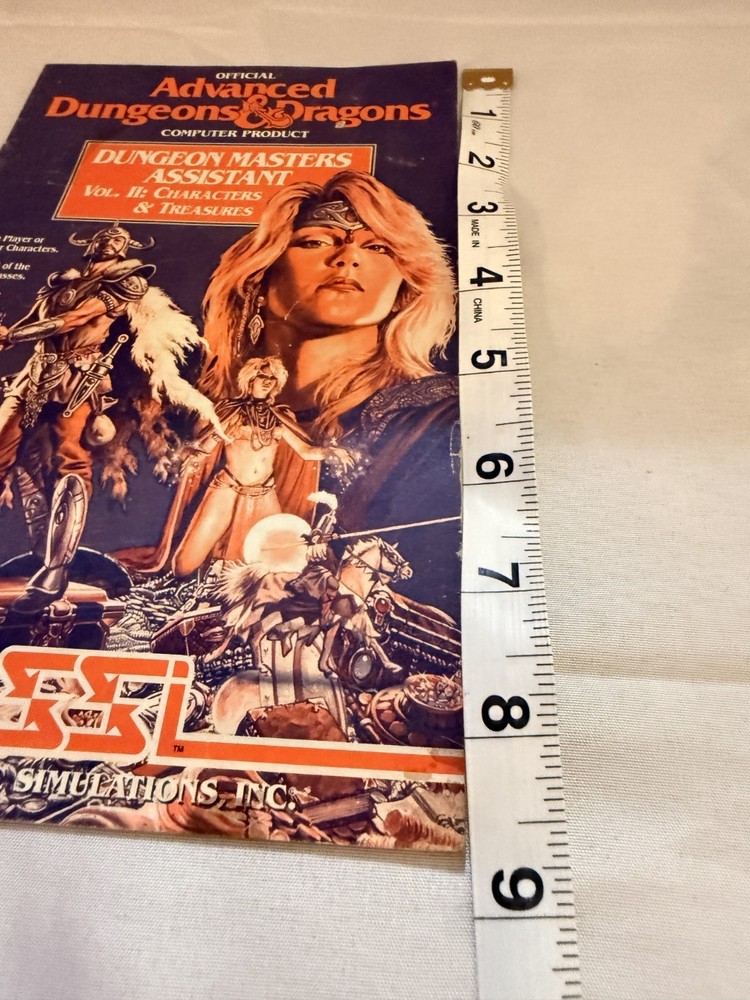 OFFICIAL
Advanced
Dungeons & Dragons
COMPUTER PRODUCT
DUNGEON MASTERS
ASSISTANT
VOL. II: CHARACTERS
& TREASURES
Player or
Characters.
of the
SSI
TM
SIMULATIONS, INC.
1
2
3
MADE IN
4
CHINA
5
6
7
8
9